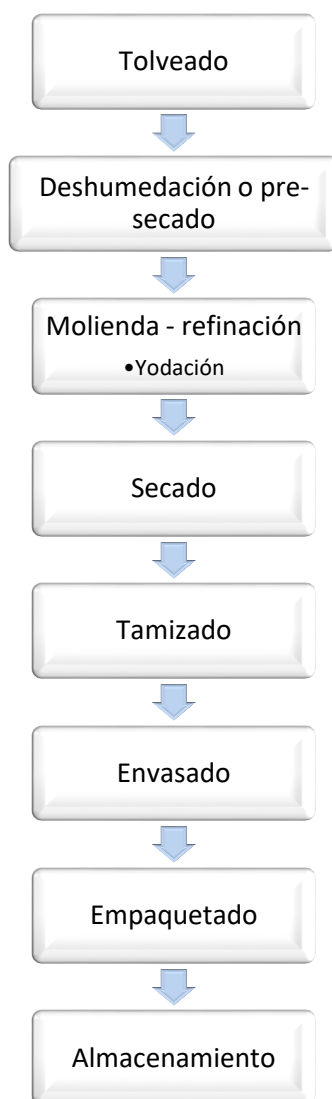 Tolveado
Deshumedación o pre-
secado
Molienda - refinación
•Yodación
Secado
Tamizado
Envasado
Empaquetado
Almacenamiento